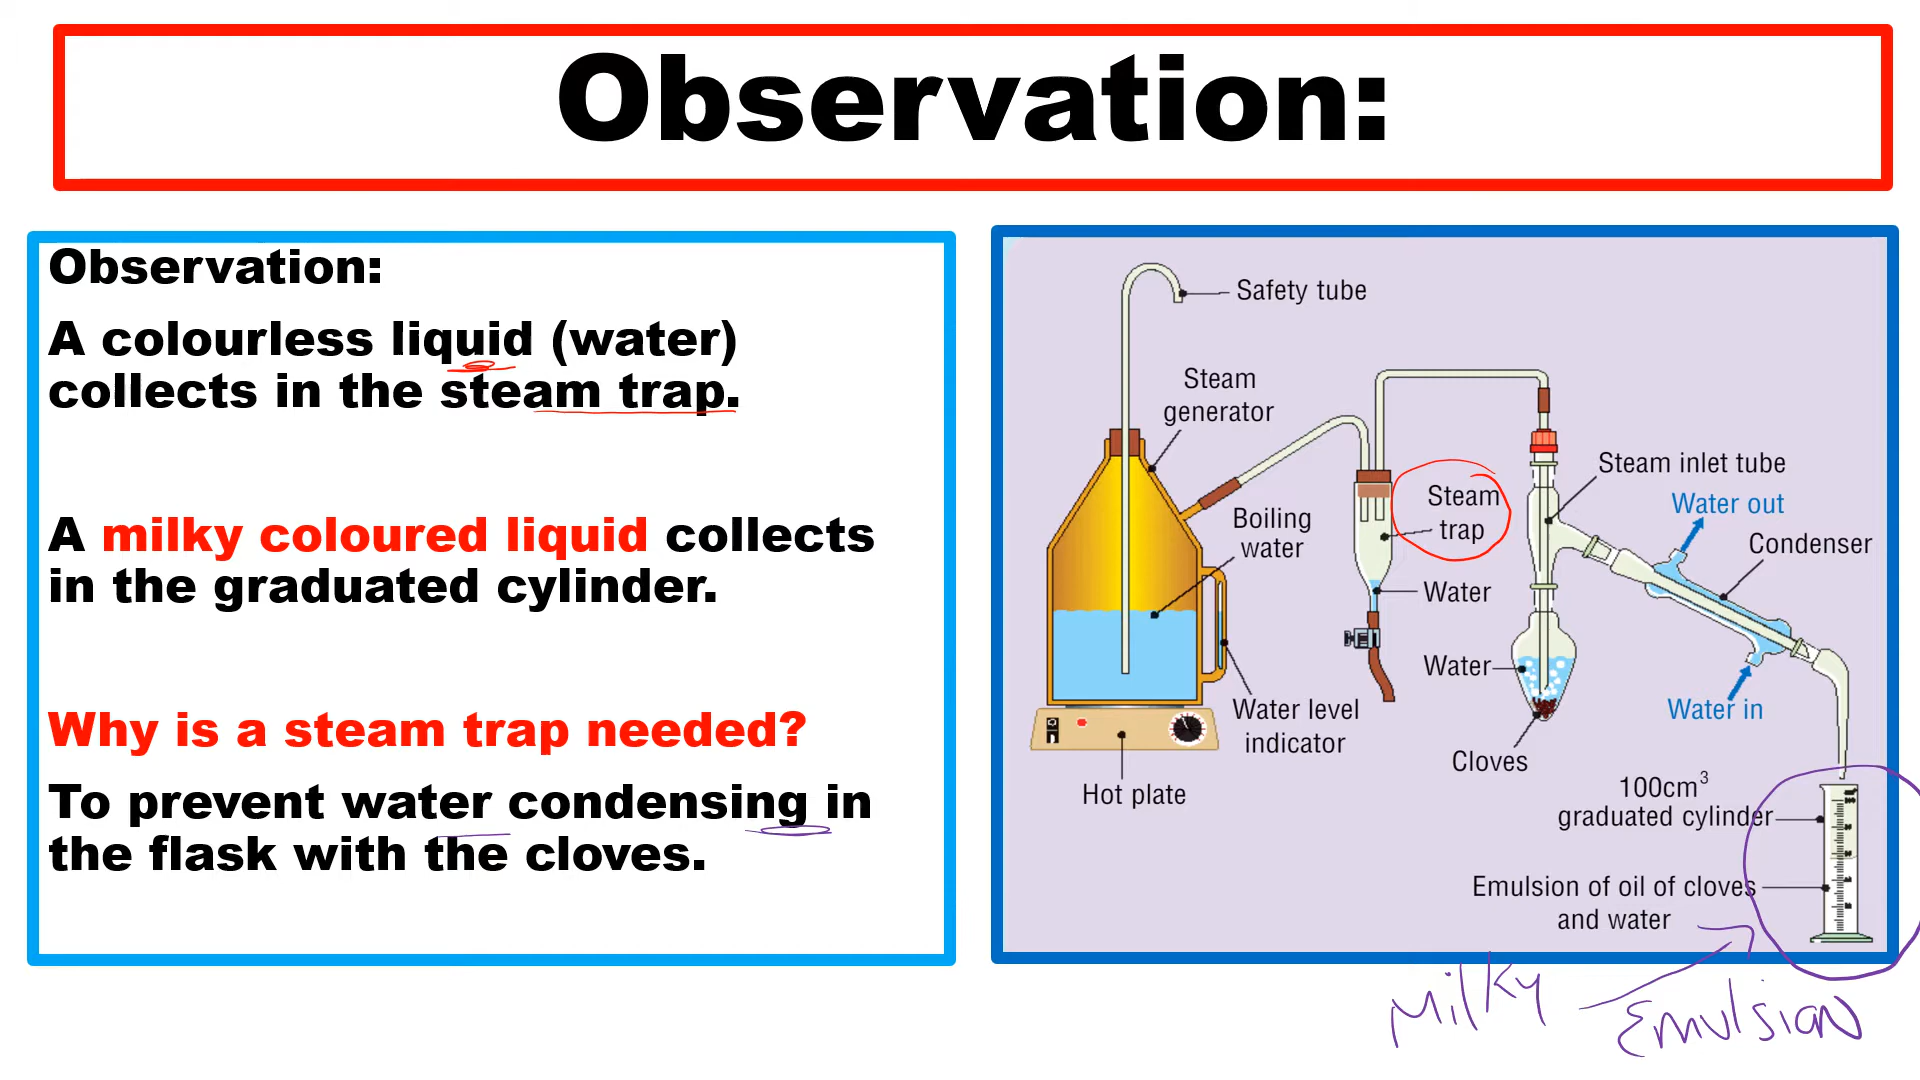 Observation:
Observation:
A colourless liquid (water)
collects in the steam trap.
A milky coloured liquid collects
in the graduated cylinder.
Why is a steam trap needed?
To prevent water condensing in
the flask with the cloves.
Safety tube
Steam
generator
Boiling
water
Steam
trap
Steam inlet tube
Water out
Condenser
Water
Water
Water level
indicator
Water in
Cloves
Hot plate
100cm³
graduated cylinder
Emulsion of oil of cloves
and water
Milky
Emulsion